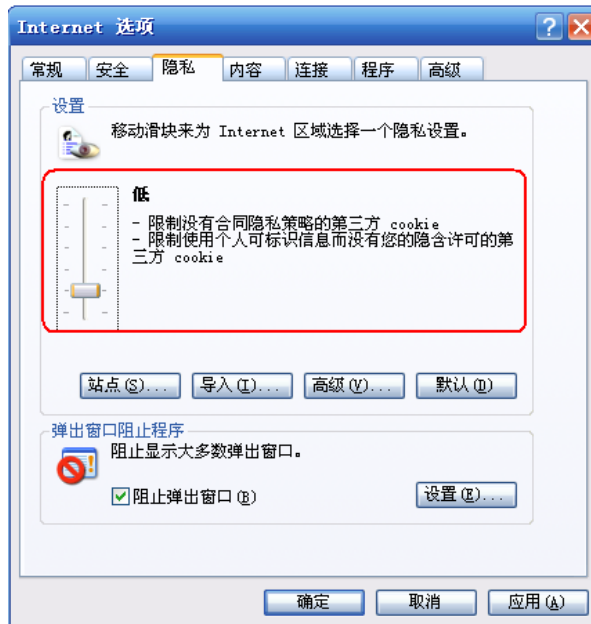 Internet 选项
常规 安全 隐私 内容 连接 程序 高级
设置
移动滑块来为 Internet 区域选择一个隐私设置。
低
- 限制没有合同隐私策略的第三方 cookie
- 限制使用个人可标识信息而没有您的隐含许可的第
三方 cookie
站点(S)... 导入(I)... 高级(V)... 默认(D)
弹出窗口阻止程序
阻止显示大多数弹出窗口。
阻止弹出窗口(B) 设置(E)...
确定 取消 应用(A)